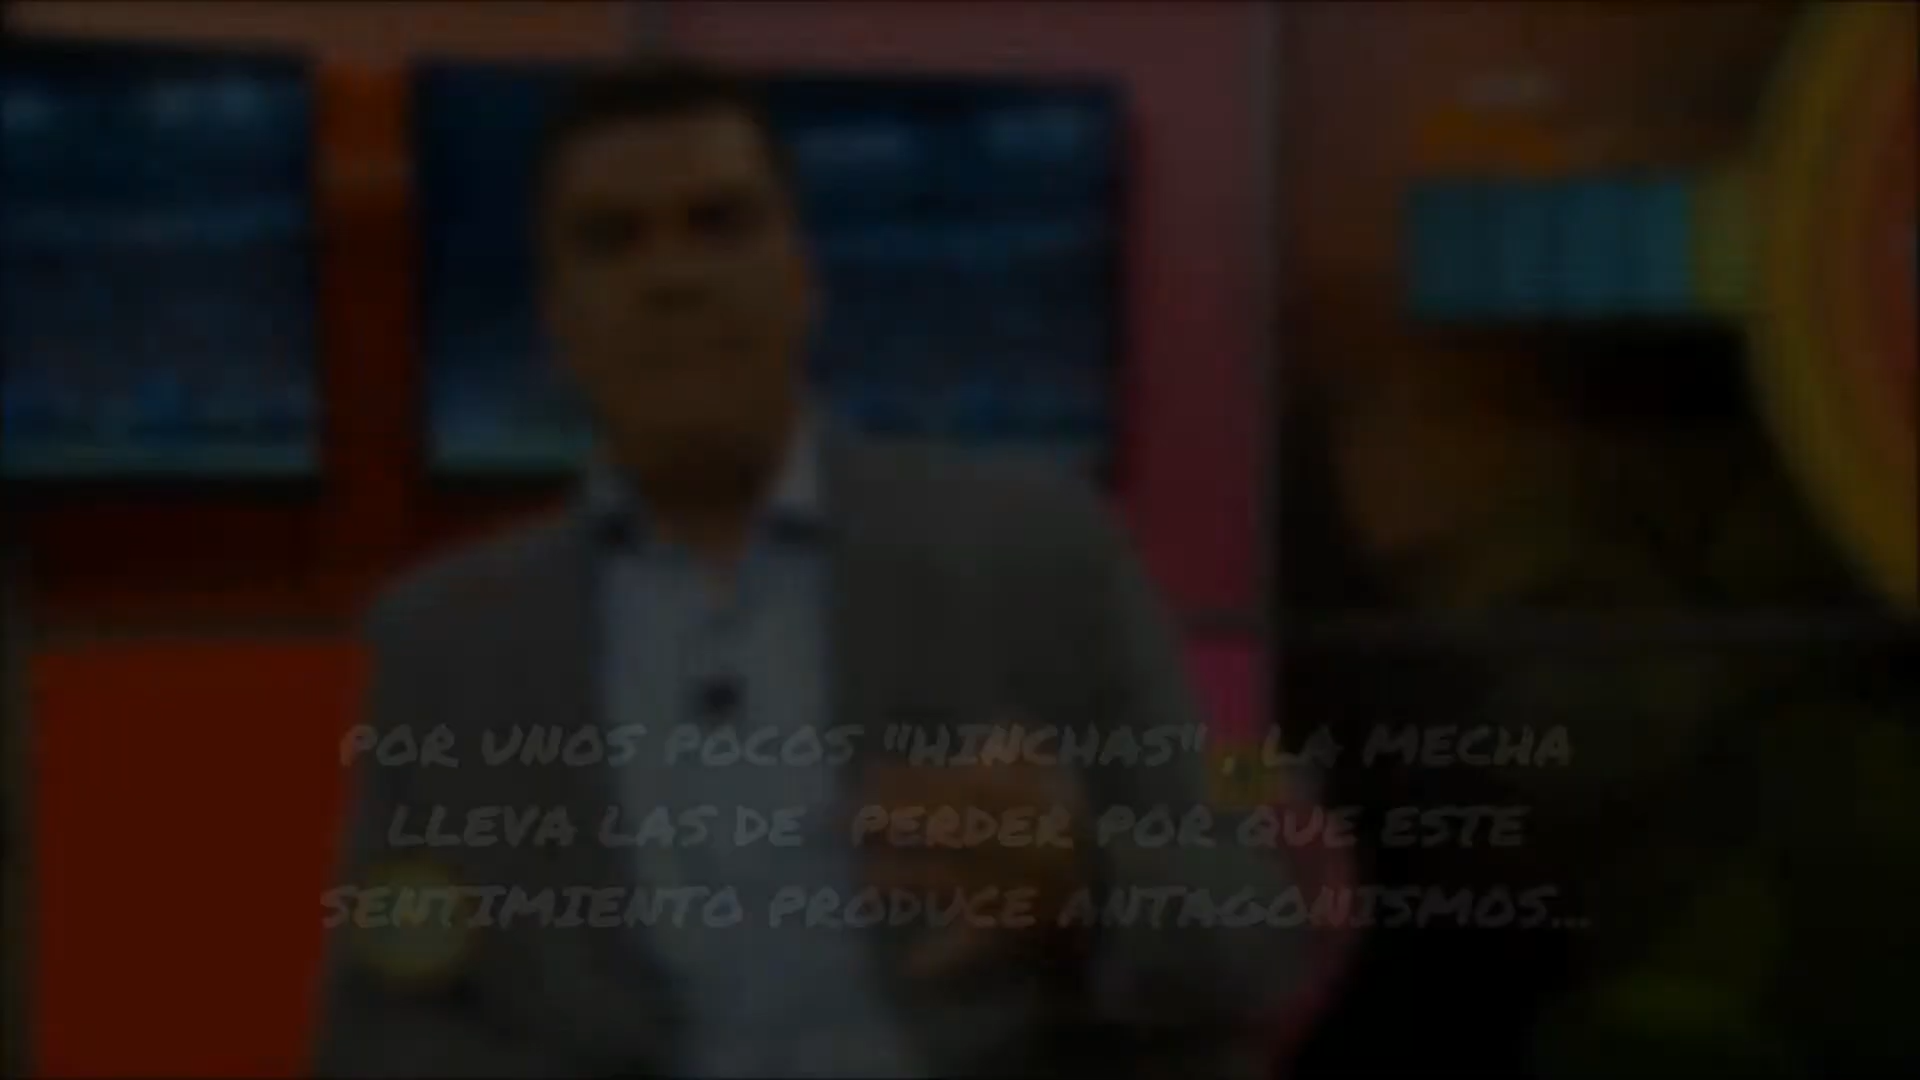 POR UNOS POCOS "HINCHAS", LA MECHA
LLEVA LAS DE PERDER POR QUE ESTE
SENTIMIENTO PRODUCE ANTAGONISMOS...